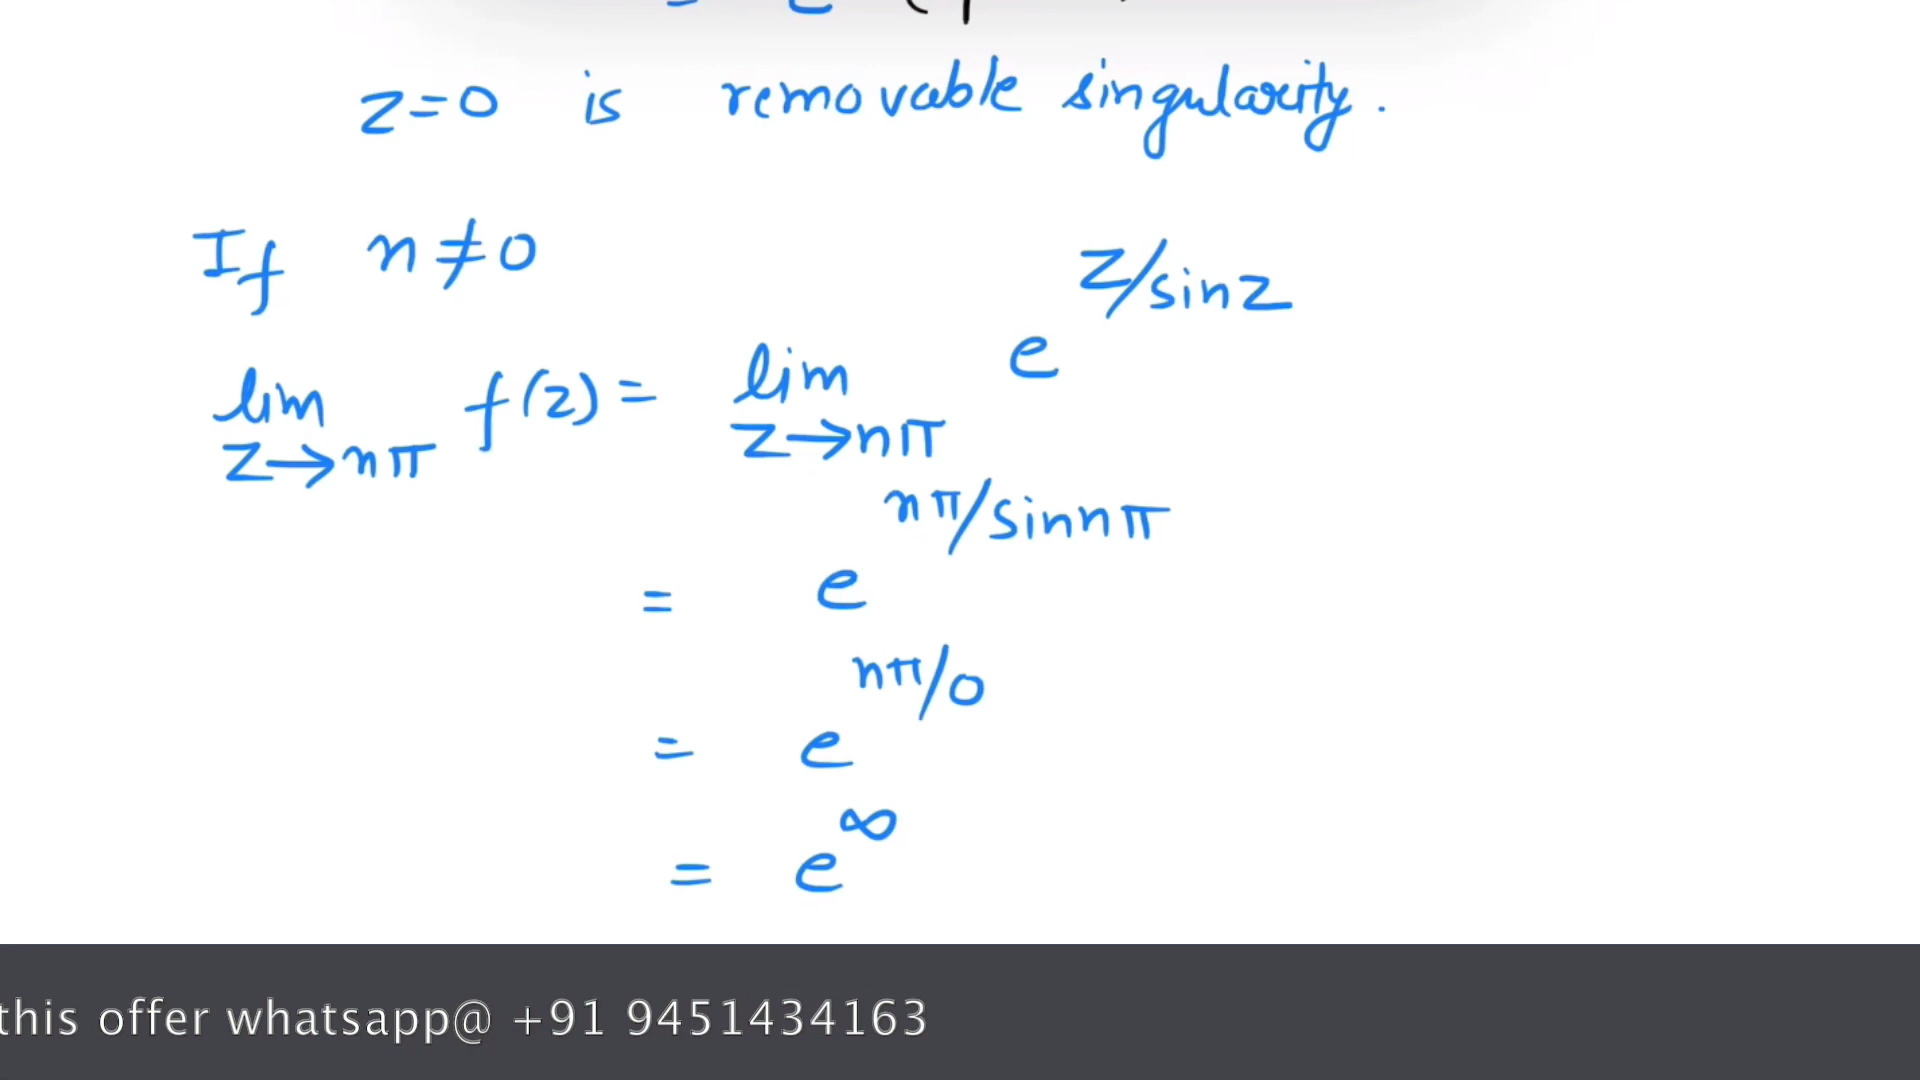 z=0 is removable singularity.
If n≠0
lim z→nπ f(z) = lim z→nπ e^{z/sinz}
= e^{nπ/sinnπ}
= e^{nπ/0}
= e^∞
this offer whatsapp@ +91 9451434163